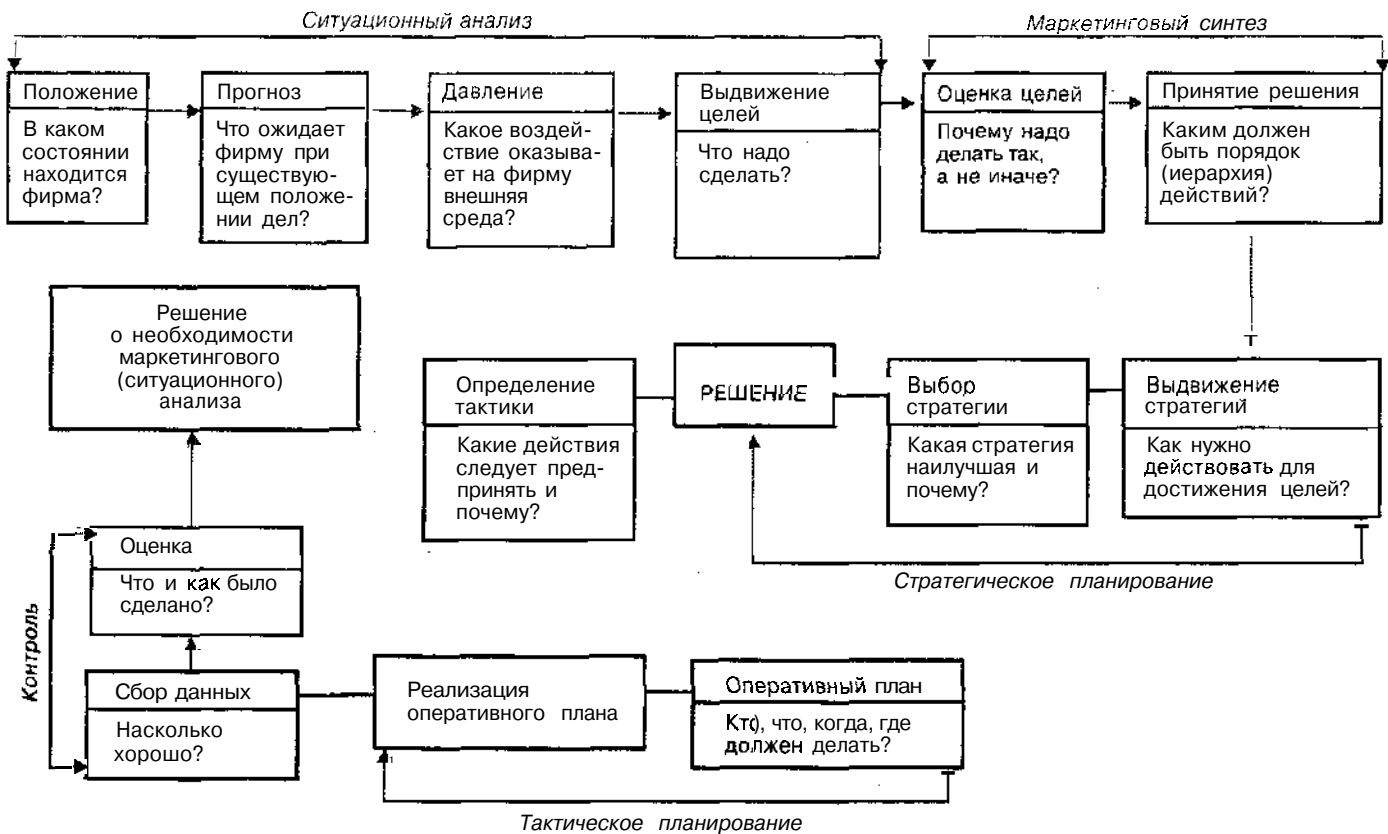 Ситуационный анализ
Маркетинговый синтез
Положение
В каком
состоянии
находится
фирма?
Прогноз
Что ожидает
фирму при
существую-
щем положе-
нии дел?
Давление
Какое воздей-
ствие оказыва-
ет на фирму
внешняя
среда?
Выдвижение
целей
Что надо
сделать?
Оценка целей
Почему надо
делать так,
а не иначе?
Принятие решения
Каким должен
быть порядок
(иерархия)
действий?
Решение
о необходимости
маркетингового
(ситуационного)
анализа
Определение
тактики
Какие действия
следует пред-
принять и
почему?
РЕШЕНИЕ
Выбор
стратегии
Какая стратегия
наилучшая и
почему?
Выдвижение
стратегий
Как нужно
действовать для
достижения целей?
Стратегическое планирование
Контроль
Оценка
Что и как было
сделано?
Сбор данных
Насколько
хорошо?
Реализация
оперативного плана
Оперативный план
Кто, что, когда, где
должен делать?
Тактическое планирование